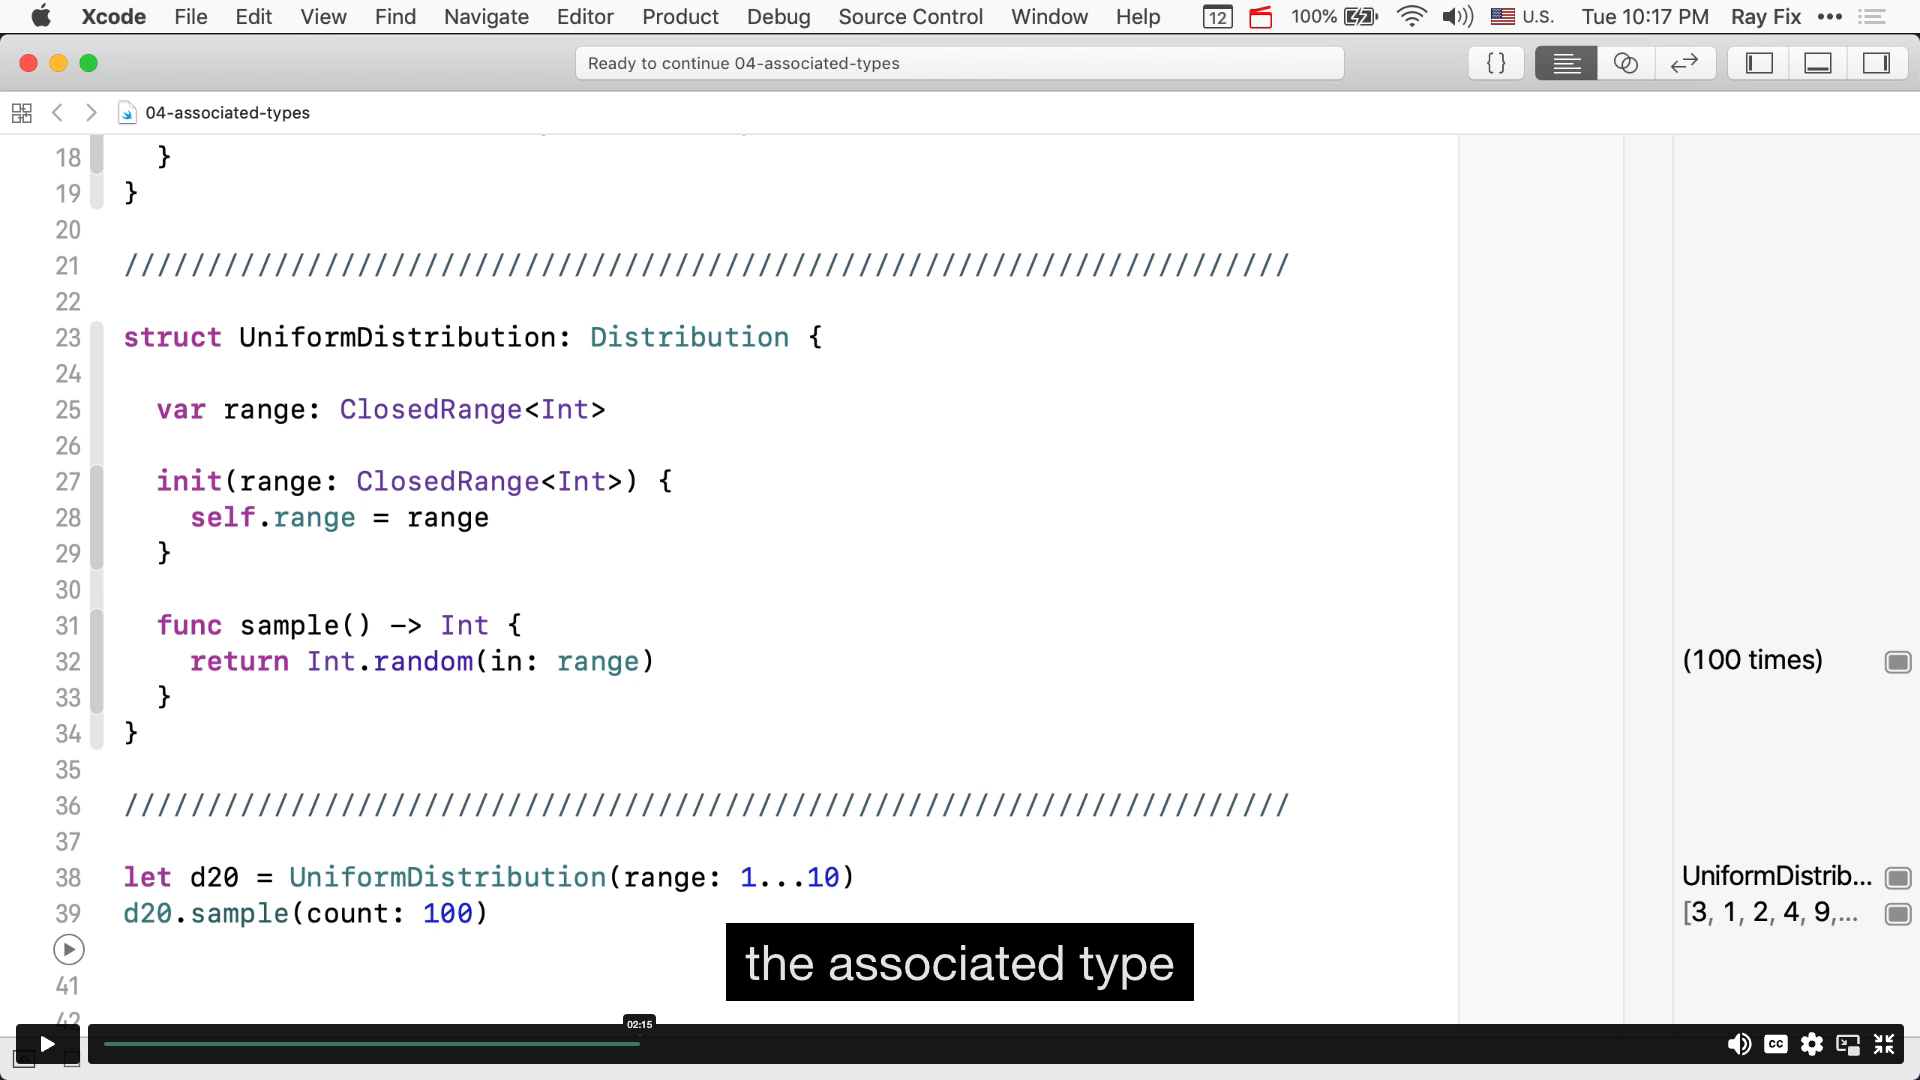 Xcode File Edit View Find Navigate Editor Product Debug Source Control Window Help 12 100% U.S. Tue 10:17 PM Ray Fix •••
Ready to continue 04-associated-types {}
04-associated-types
18 }
19 }
20
21 //////////////////////////////////////////////////////////////////////
22
23 struct UniformDistribution: Distribution {
24
25 var range: ClosedRange<Int>
26
27 init(range: ClosedRange<Int>) {
28 self.range = range
29 }
30
31 func sample() -> Int {
32 return Int.random(in: range) (100 times)
33 }
34 }
35
36 //////////////////////////////////////////////////////////////////////
37
38 let d20 = UniformDistribution(range: 1...10) UniformDistrib...
39 d20.sample(count: 100) [3, 1, 2, 4, 9,...
the associated type
41
42
02:15
CC